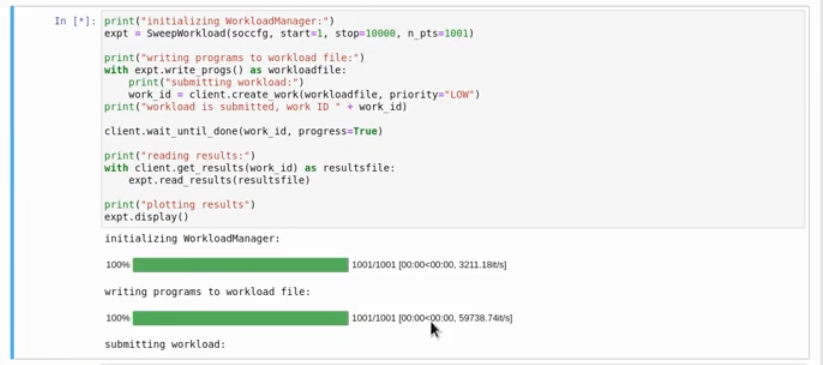 In [*]:
print("initializing WorkloadManager:")
expt = SweepWorkload(soccfg, start=1, stop=10000, n_pts=1001)
print("writing programs to workload file:")
with expt.write_progs() as workloadfile:
    print("submitting workload:")
    work_id = client.create_work(workloadfile, priority="LOW")
print("workload is submitted, work ID " + work_id)
client.wait_until_done(work_id, progress=True)
print("reading results:")
with client.get_results(work_id) as resultsfile:
    expt.read_results(resultsfile)
print("plotting results")
expt.display()
initializing WorkloadManager:
100% 1001/1001 [00:00<00:00, 3211.18it/s]
writing programs to workload file:
100% 1001/1001 [00:00<00:00, 59738.74it/s]
submitting workload: